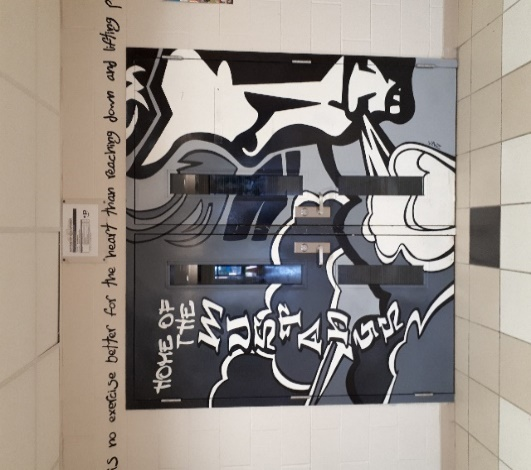 is no exercise better for the heart than reaching down and lifting p
HOME OF
THE
MUSTANGS